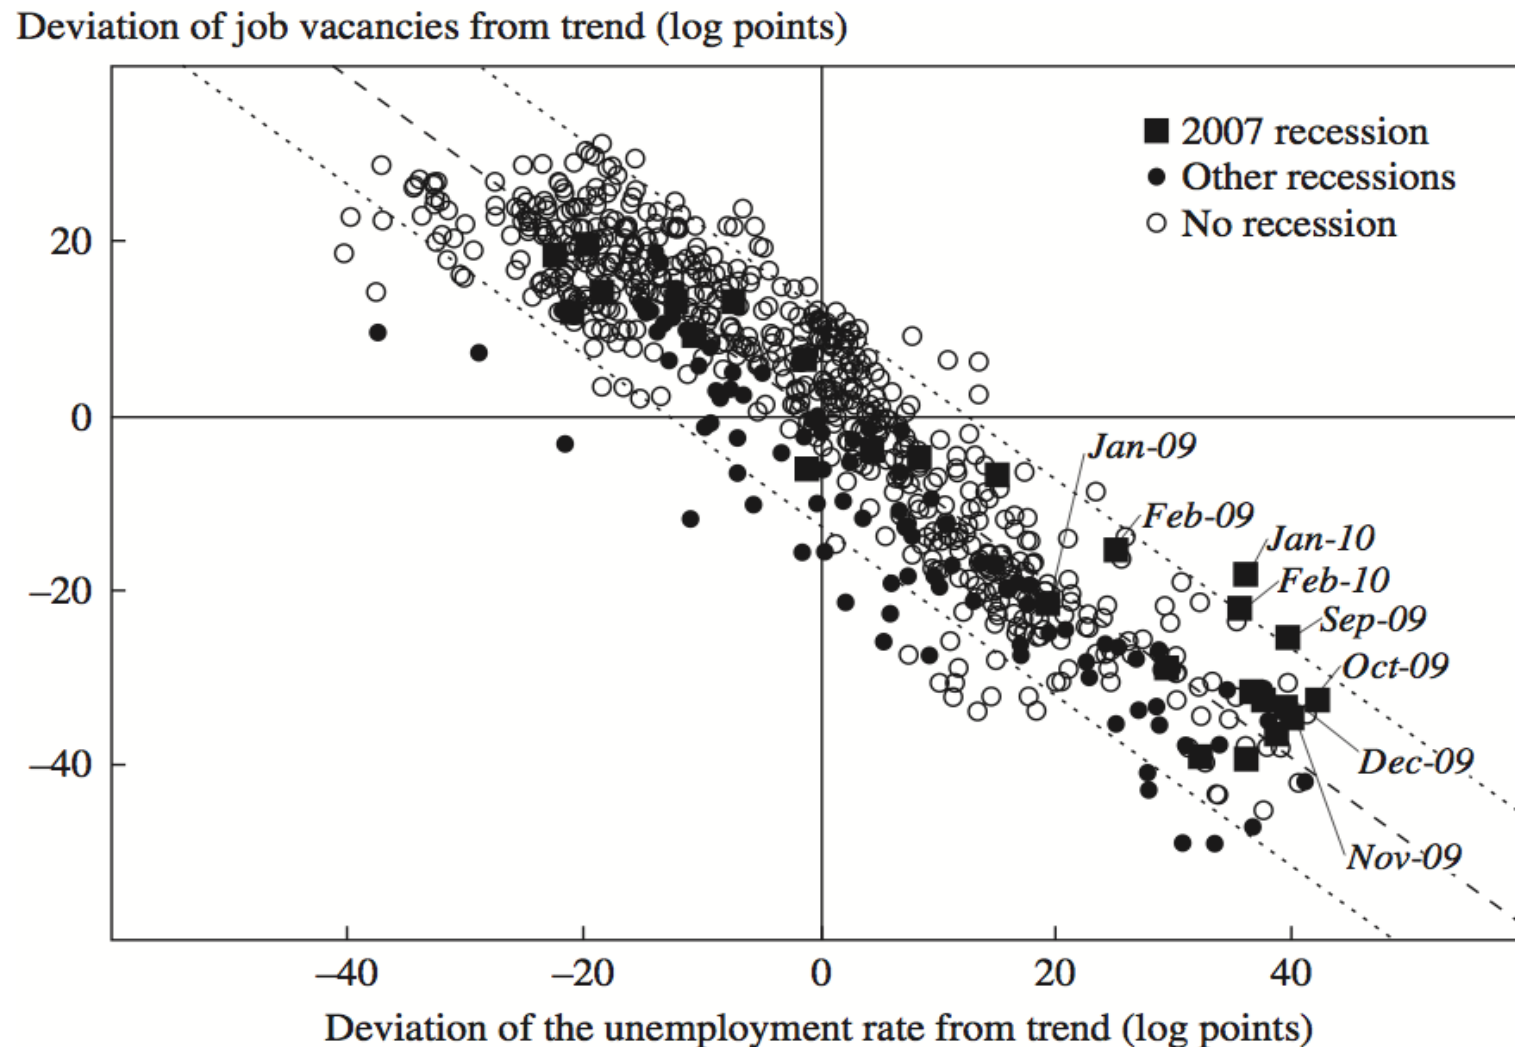 Deviation of job vacancies from trend (log points)
2007 recession
Other recessions
No recession
20
0
–20
–40
Jan-09
Feb-09
Jan-10
Feb-10
Sep-09
Oct-09
Dec-09
Nov-09
–40
–20
0
20
40
Deviation of the unemployment rate from trend (log points)